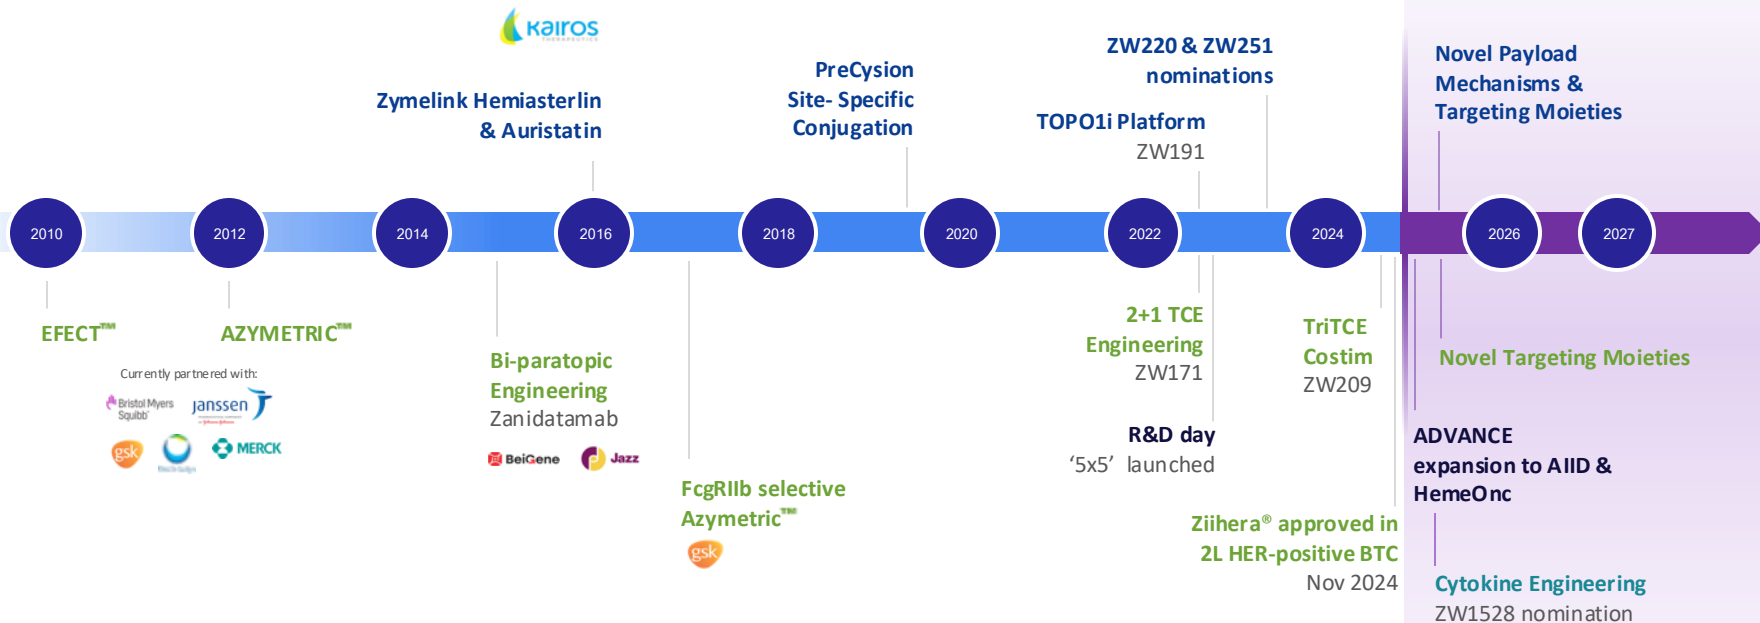 Kairos
THERAPEUTICS
Zymelink Hemiasterlin
& Auristatin
PreCysion
Site- Specific
Conjugation
ZW220 & ZW251
nominations
TOPO1i Platform
ZW191
Novel Payload
Mechanisms &
Targeting Moieties
2010
2012
2014
2016
2018
2020
2022
2024
2026
2027
EFECT™
AZYMETRIC™
Currently partnered with:
Bristol Myers
Squibb
janssen
gsk
MERCK
Bi-paratopic
Engineering
Zanidatamab
BeiGene
Jazz
FcgRIIb selective
Azymetric™
gsk
2+1 TCE
Engineering
ZW171
R&D day
‘5x5’ launched
TriTCE
Costim
ZW209
Ziihera® approved in
2L HER-positive BTC
Nov 2024
Novel Targeting Moieties
ADVANCE
expansion to AIID &
HemeOnc
Cytokine Engineering
ZW1528 nomination